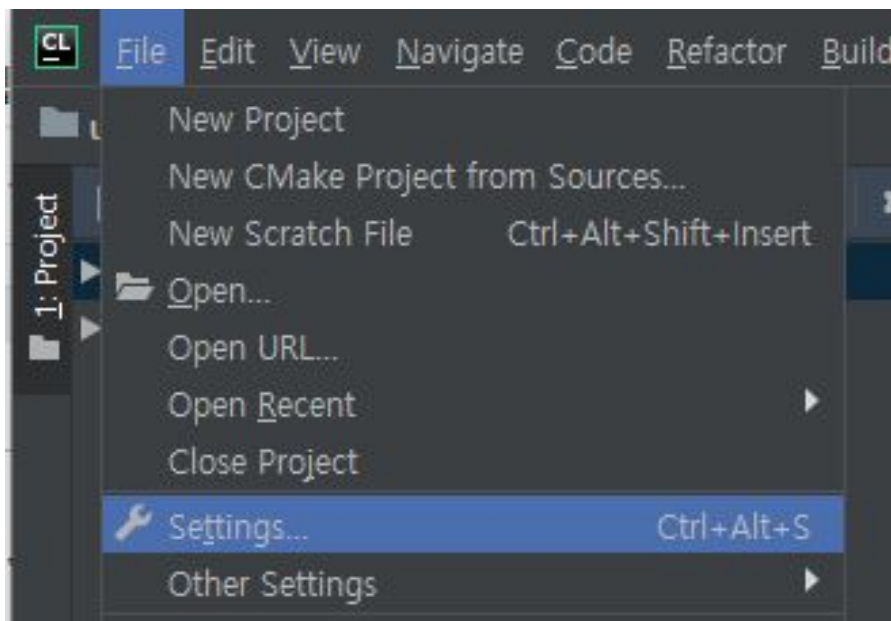 CL File Edit View Navigate Code Refactor Build
New Project
New CMake Project from Sources...
1: Project
New Scratch File Ctrl+Alt+Shift+Insert
Open...
Open URL...
Open Recent
Close Project
Settings... Ctrl+Alt+S
Other Settings